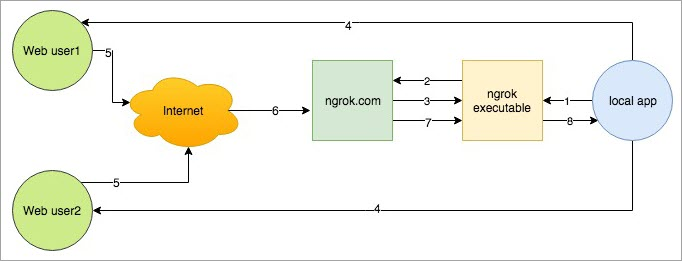 4
Web user1
5
2
ngrok.com
3
7
ngrok
executable
1
8
local app
Internet
6
5
Web user2
4